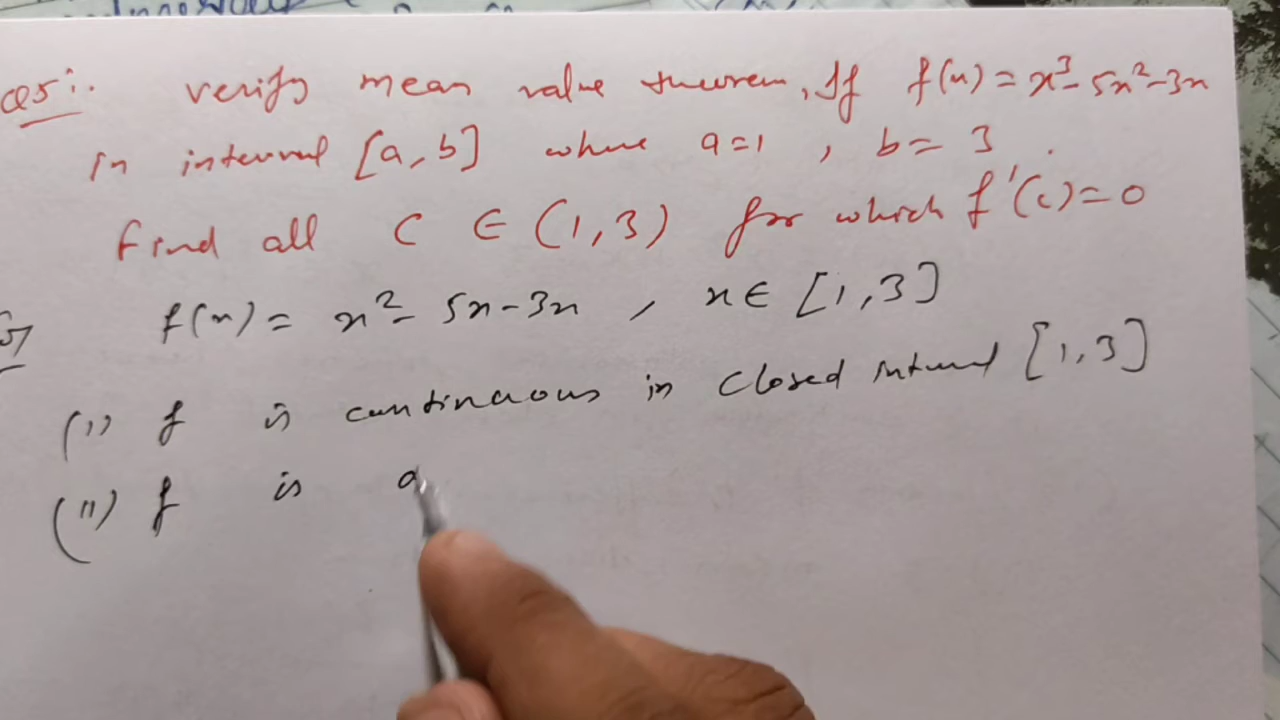 Q5:. verify mean value theorem, If f(x) = x³- 5x²-3x
in interval [a, b] where a=1 , b= 3 .
Find all C ∈ (1,3) for which f'(c)=0
f(x) = x²- 5x-3x , x∈ [1,3]
(i) f is continuous in closed interval [1,3]
(ii) f is